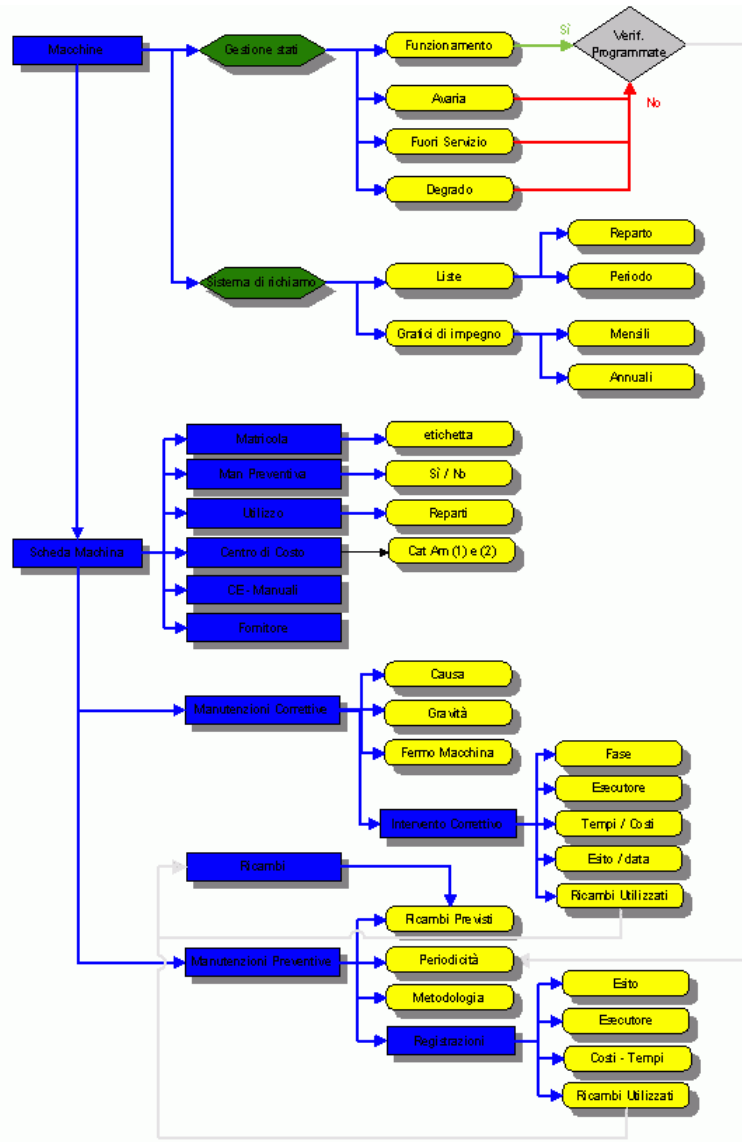 Macchine
Gestione stati
Funzionamento
Sì
Verif.
Programmate
Avaria
No
Fuori Servizio
Degrado
Reparto
Sistema di richiamo
Liste
Periodo
Grafici di impegno
Mensili
Annuali
Matricola
etichetta
Man. Preventiva
Sì / No
Utilizzo
Reparti
Scheda Machina
Centro di Costo
Cat Am (1) e (2)
CE - Manuali
Fornitore
Causa
Manutenzioni Correttive
Gravità
Fermo Macchina
Fase
Esecutore
Intervento Correttivo
Tempi / Costi
Esito / data
Ricambi
Ricambi Utilizzati
Ricambi Previsti
Manutenzioni Preventive
Periodicità
Esito
Metodologia
Esecutore
Registrazioni
Costi - Tempi
Ricambi Utilizzati